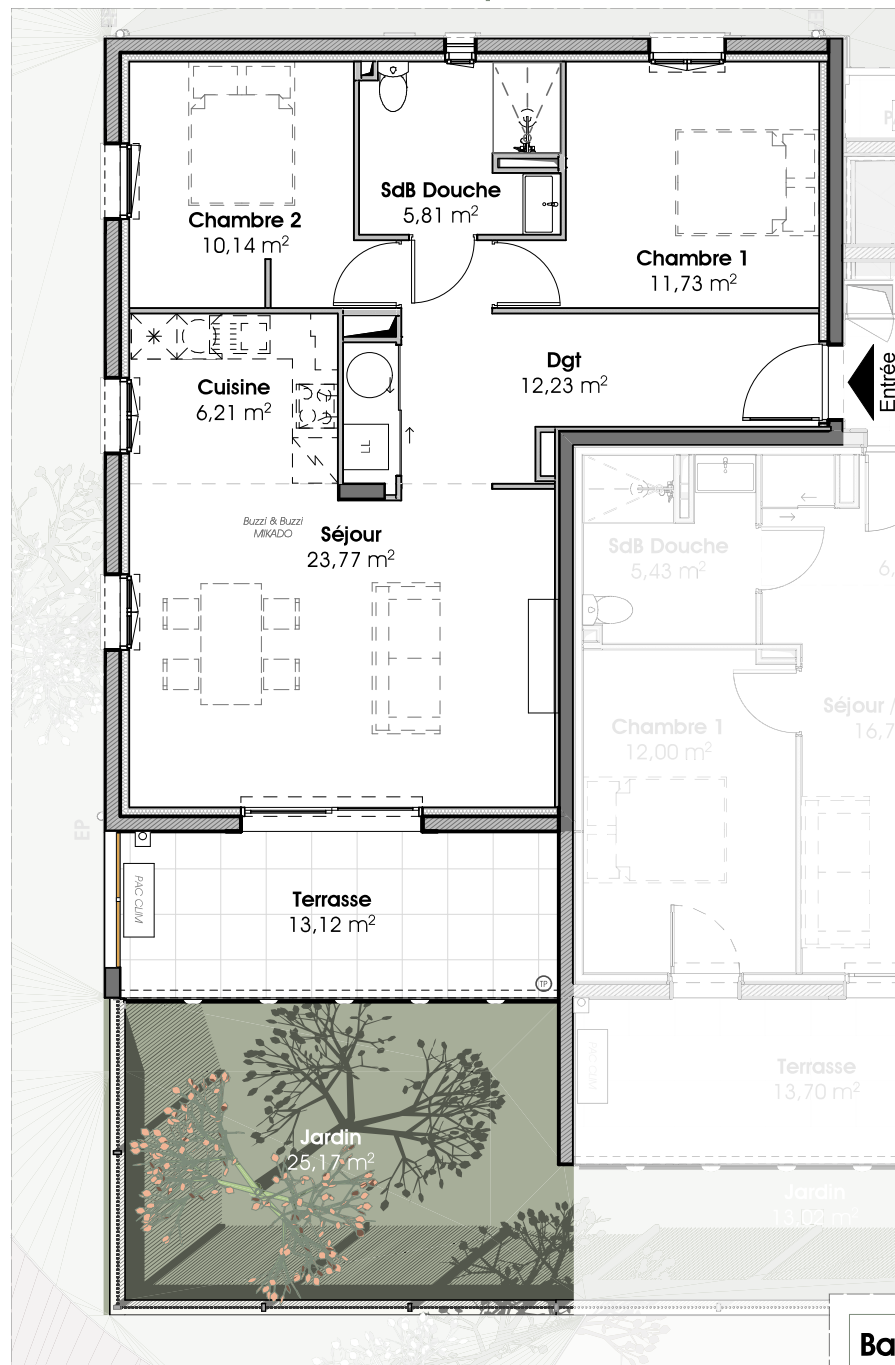 Chambre 2
10,14 m²
SdB Douche
5,81 m²
Chambre 1
11,73 m²
Cuisine
6,21 m²
Dgt
12,23 m²
Entrée
LL
Buzzi & Buzzi
MIKADO
Séjour
23,77 m²
SdB Douche
5,43 m²
6,
Chambre 1
12,00 m²
Séjour /
16,7
EP
PAC CLIM
Terrasse
13,12 m²
TP
PAC CLIM
Terrasse
13,70 m²
Jardin
25,17 m²
Jardin
13,02 m²
Ba